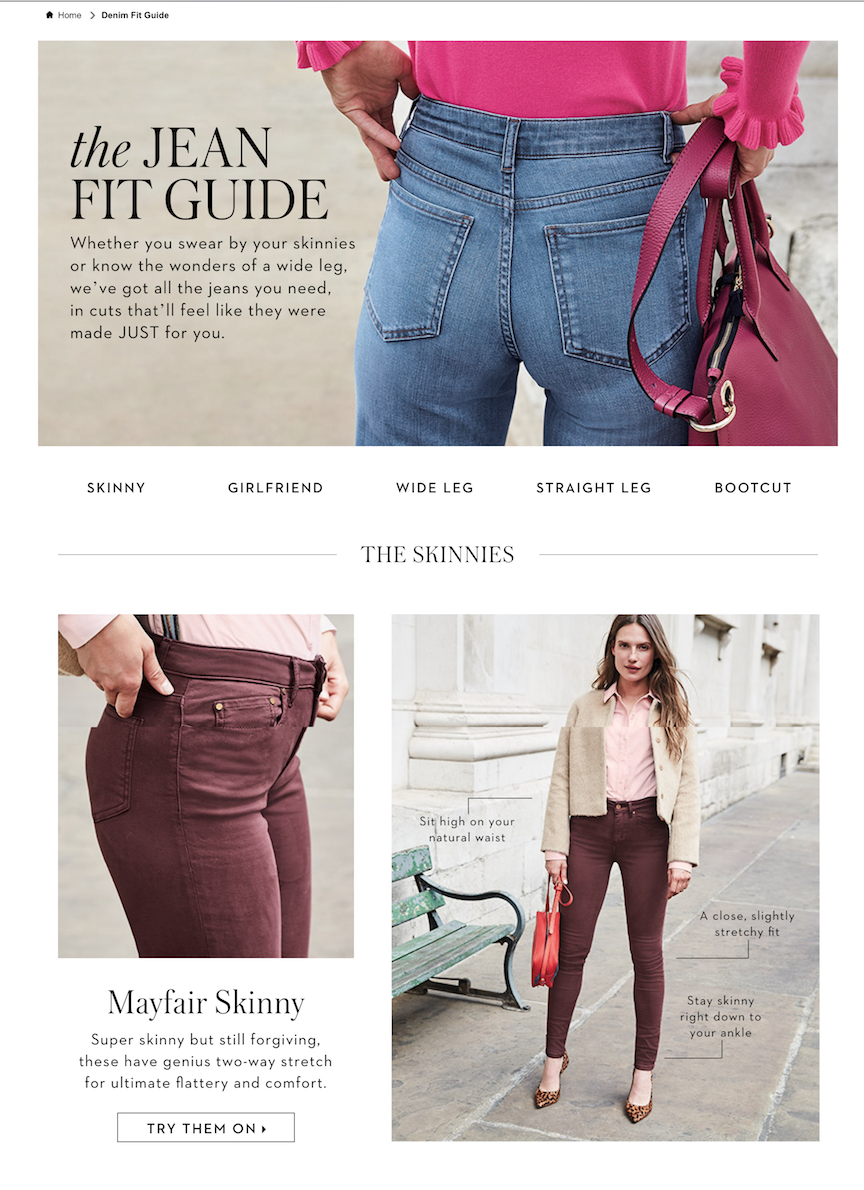 Home > Denim Fit Guide
the JEAN
FIT GUIDE
Whether you swear by your skinnies
or know the wonders of a wide leg,
we've got all the jeans you need,
in cuts that'll feel like they were
made JUST for you.
SKINNY GIRLFRIEND WIDE LEG STRAIGHT LEG BOOTCUT
THE SKINNIES
Mayfair Skinny
Super skinny but still forgiving,
these have genius two-way stretch
for ultimate flattery and comfort.
TRY THEM ON
Sit high on your
natural waist
A close, slightly
stretchy fit
Stay skinny
right down to
your ankle